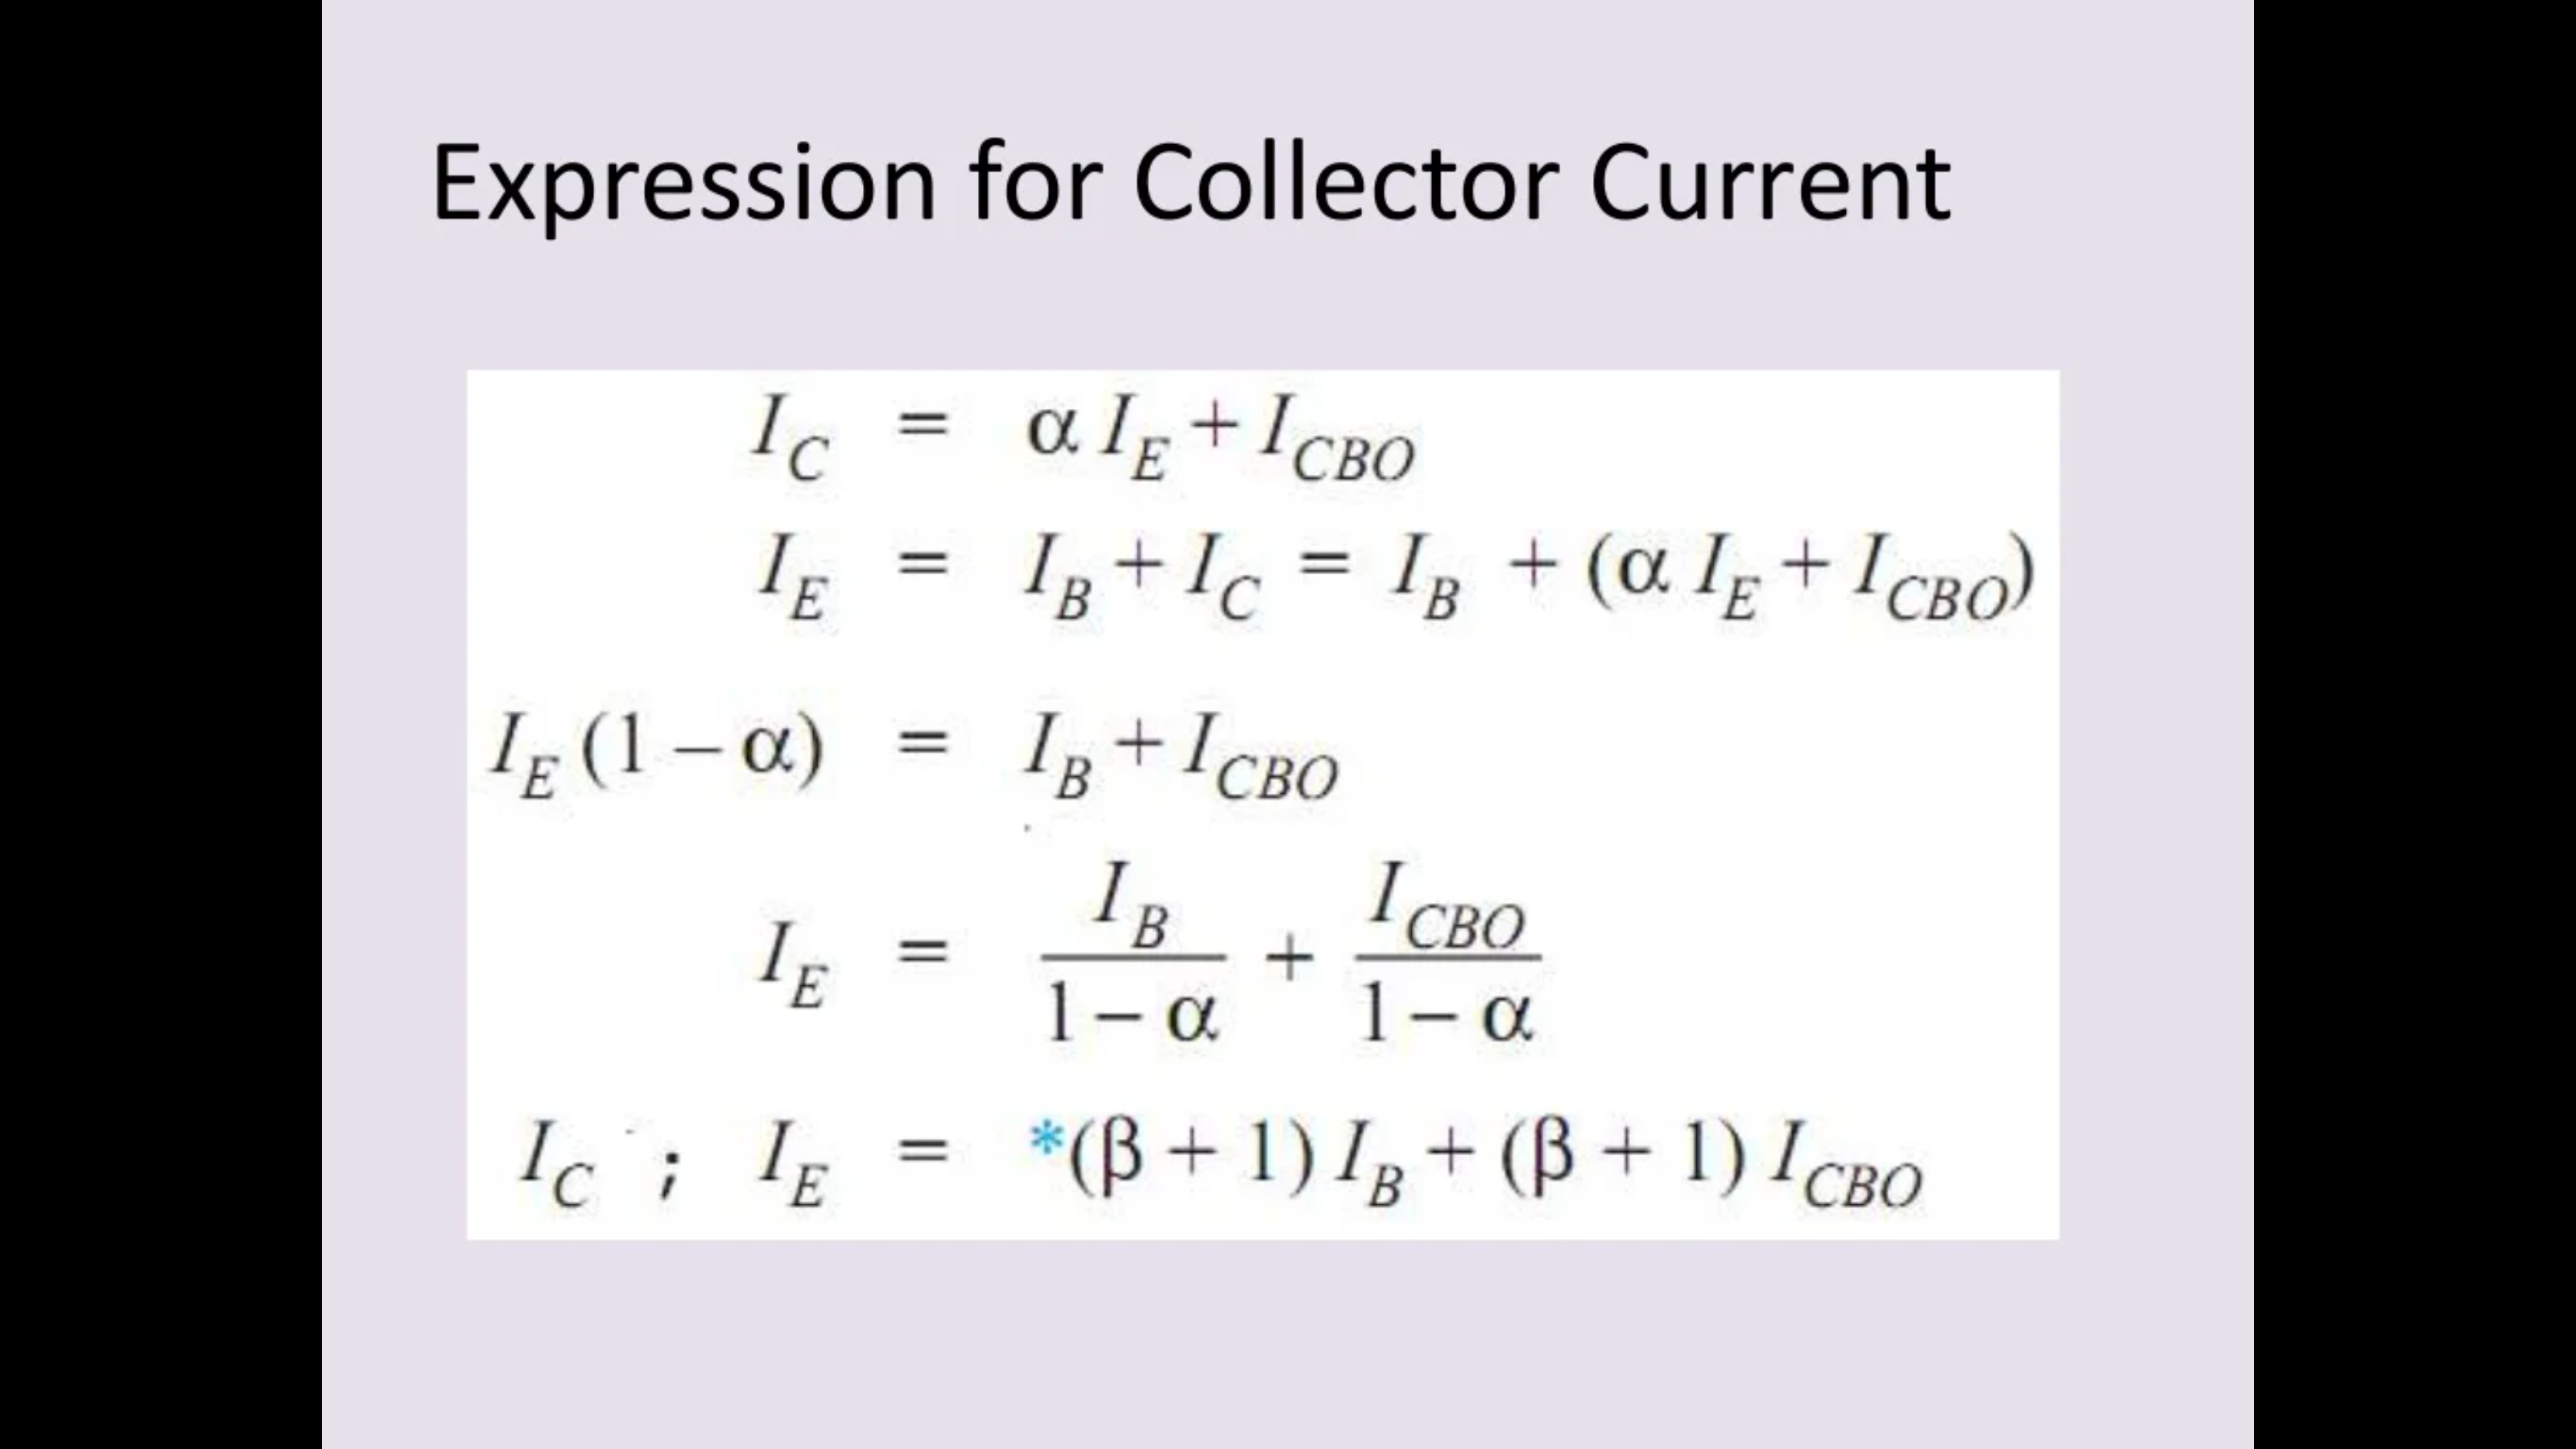 Expression for Collector Current
I_C = α I_E + I_CBO
I_E = I_B + I_C = I_B + (α I_E + I_CBO)
I_E (1 – α) = I_B + I_CBO
I_E = I_B / (1 – α) + I_CBO / (1 – α)
I_C ; I_E = *(β + 1) I_B + (β + 1) I_CBO